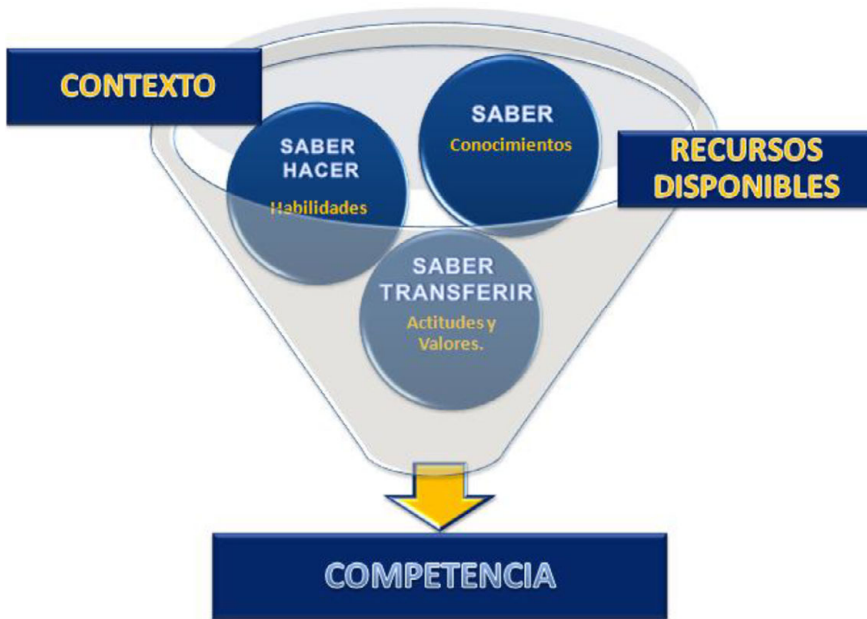 CONTEXTO
SABER
Conocimientos
SABER
HACER
Habilidades
RECURSOS
DISPONIBLES
SABER
TRANSFERIR
Actitudes y
Valores.
COMPETENCIA